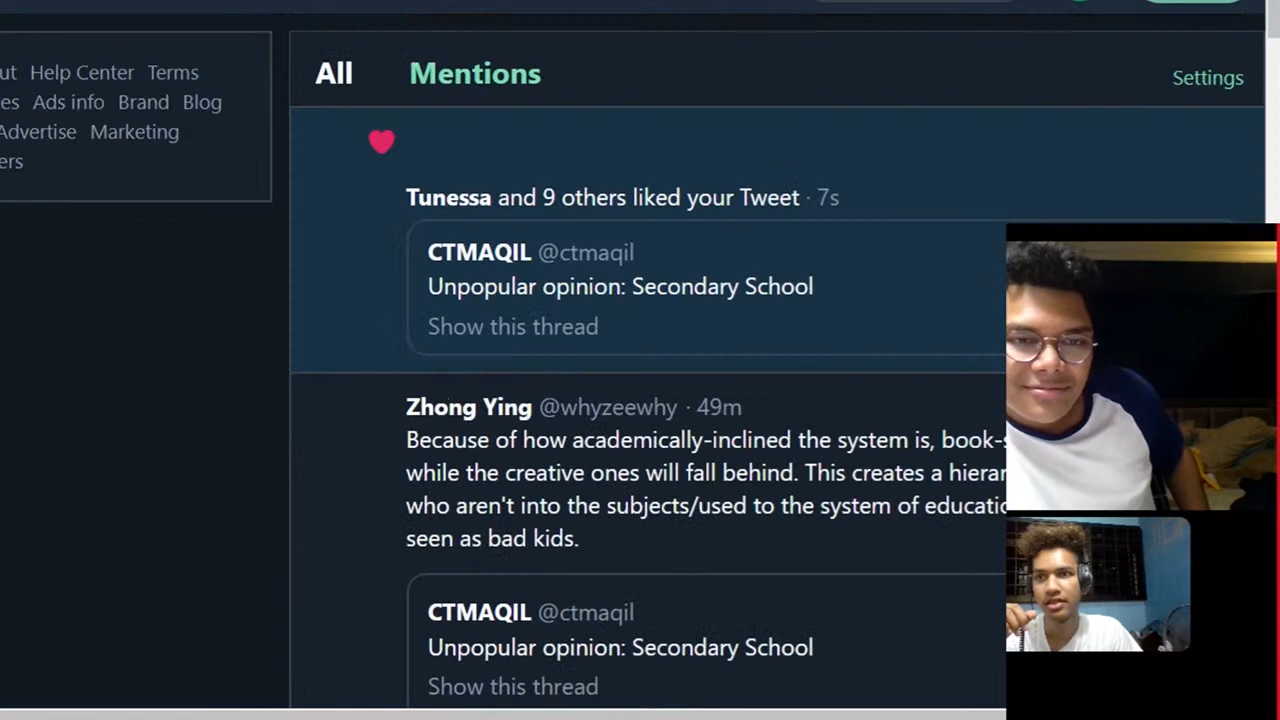 ut Help Center Terms
es Ads info Brand Blog
Advertise Marketing
ers
All Mentions Settings
Tunessa and 9 others liked your Tweet · 7s
CTMAQIL @ctmaqil
Unpopular opinion: Secondary School
Show this thread
Zhong Ying @whyzeewhy · 49m
Because of how academically-inclined the system is, book-
while the creative ones will fall behind. This creates a hierar
who aren't into the subjects/used to the system of educatio
seen as bad kids.
CTMAQIL @ctmaqil
Unpopular opinion: Secondary School
Show this thread